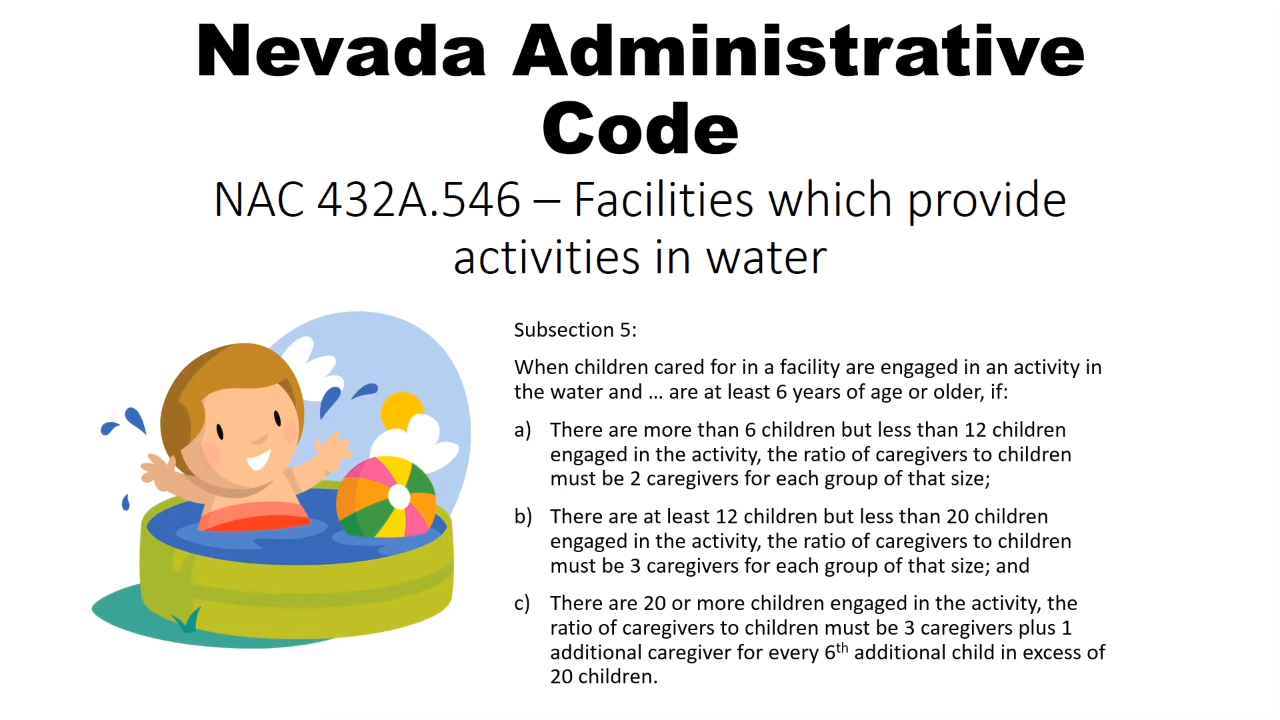 Nevada Administrative
Code
NAC 432A.546 – Facilities which provide
activities in water
Subsection 5:
When children cared for in a facility are engaged in an activity in
the water and … are at least 6 years of age or older, if:
a) There are more than 6 children but less than 12 children
engaged in the activity, the ratio of caregivers to children
must be 2 caregivers for each group of that size;
b) There are at least 12 children but less than 20 children
engaged in the activity, the ratio of caregivers to children
must be 3 caregivers for each group of that size; and
c) There are 20 or more children engaged in the activity, the
ratio of caregivers to children must be 3 caregivers plus 1
additional caregiver for every 6th additional child in excess of
20 children.